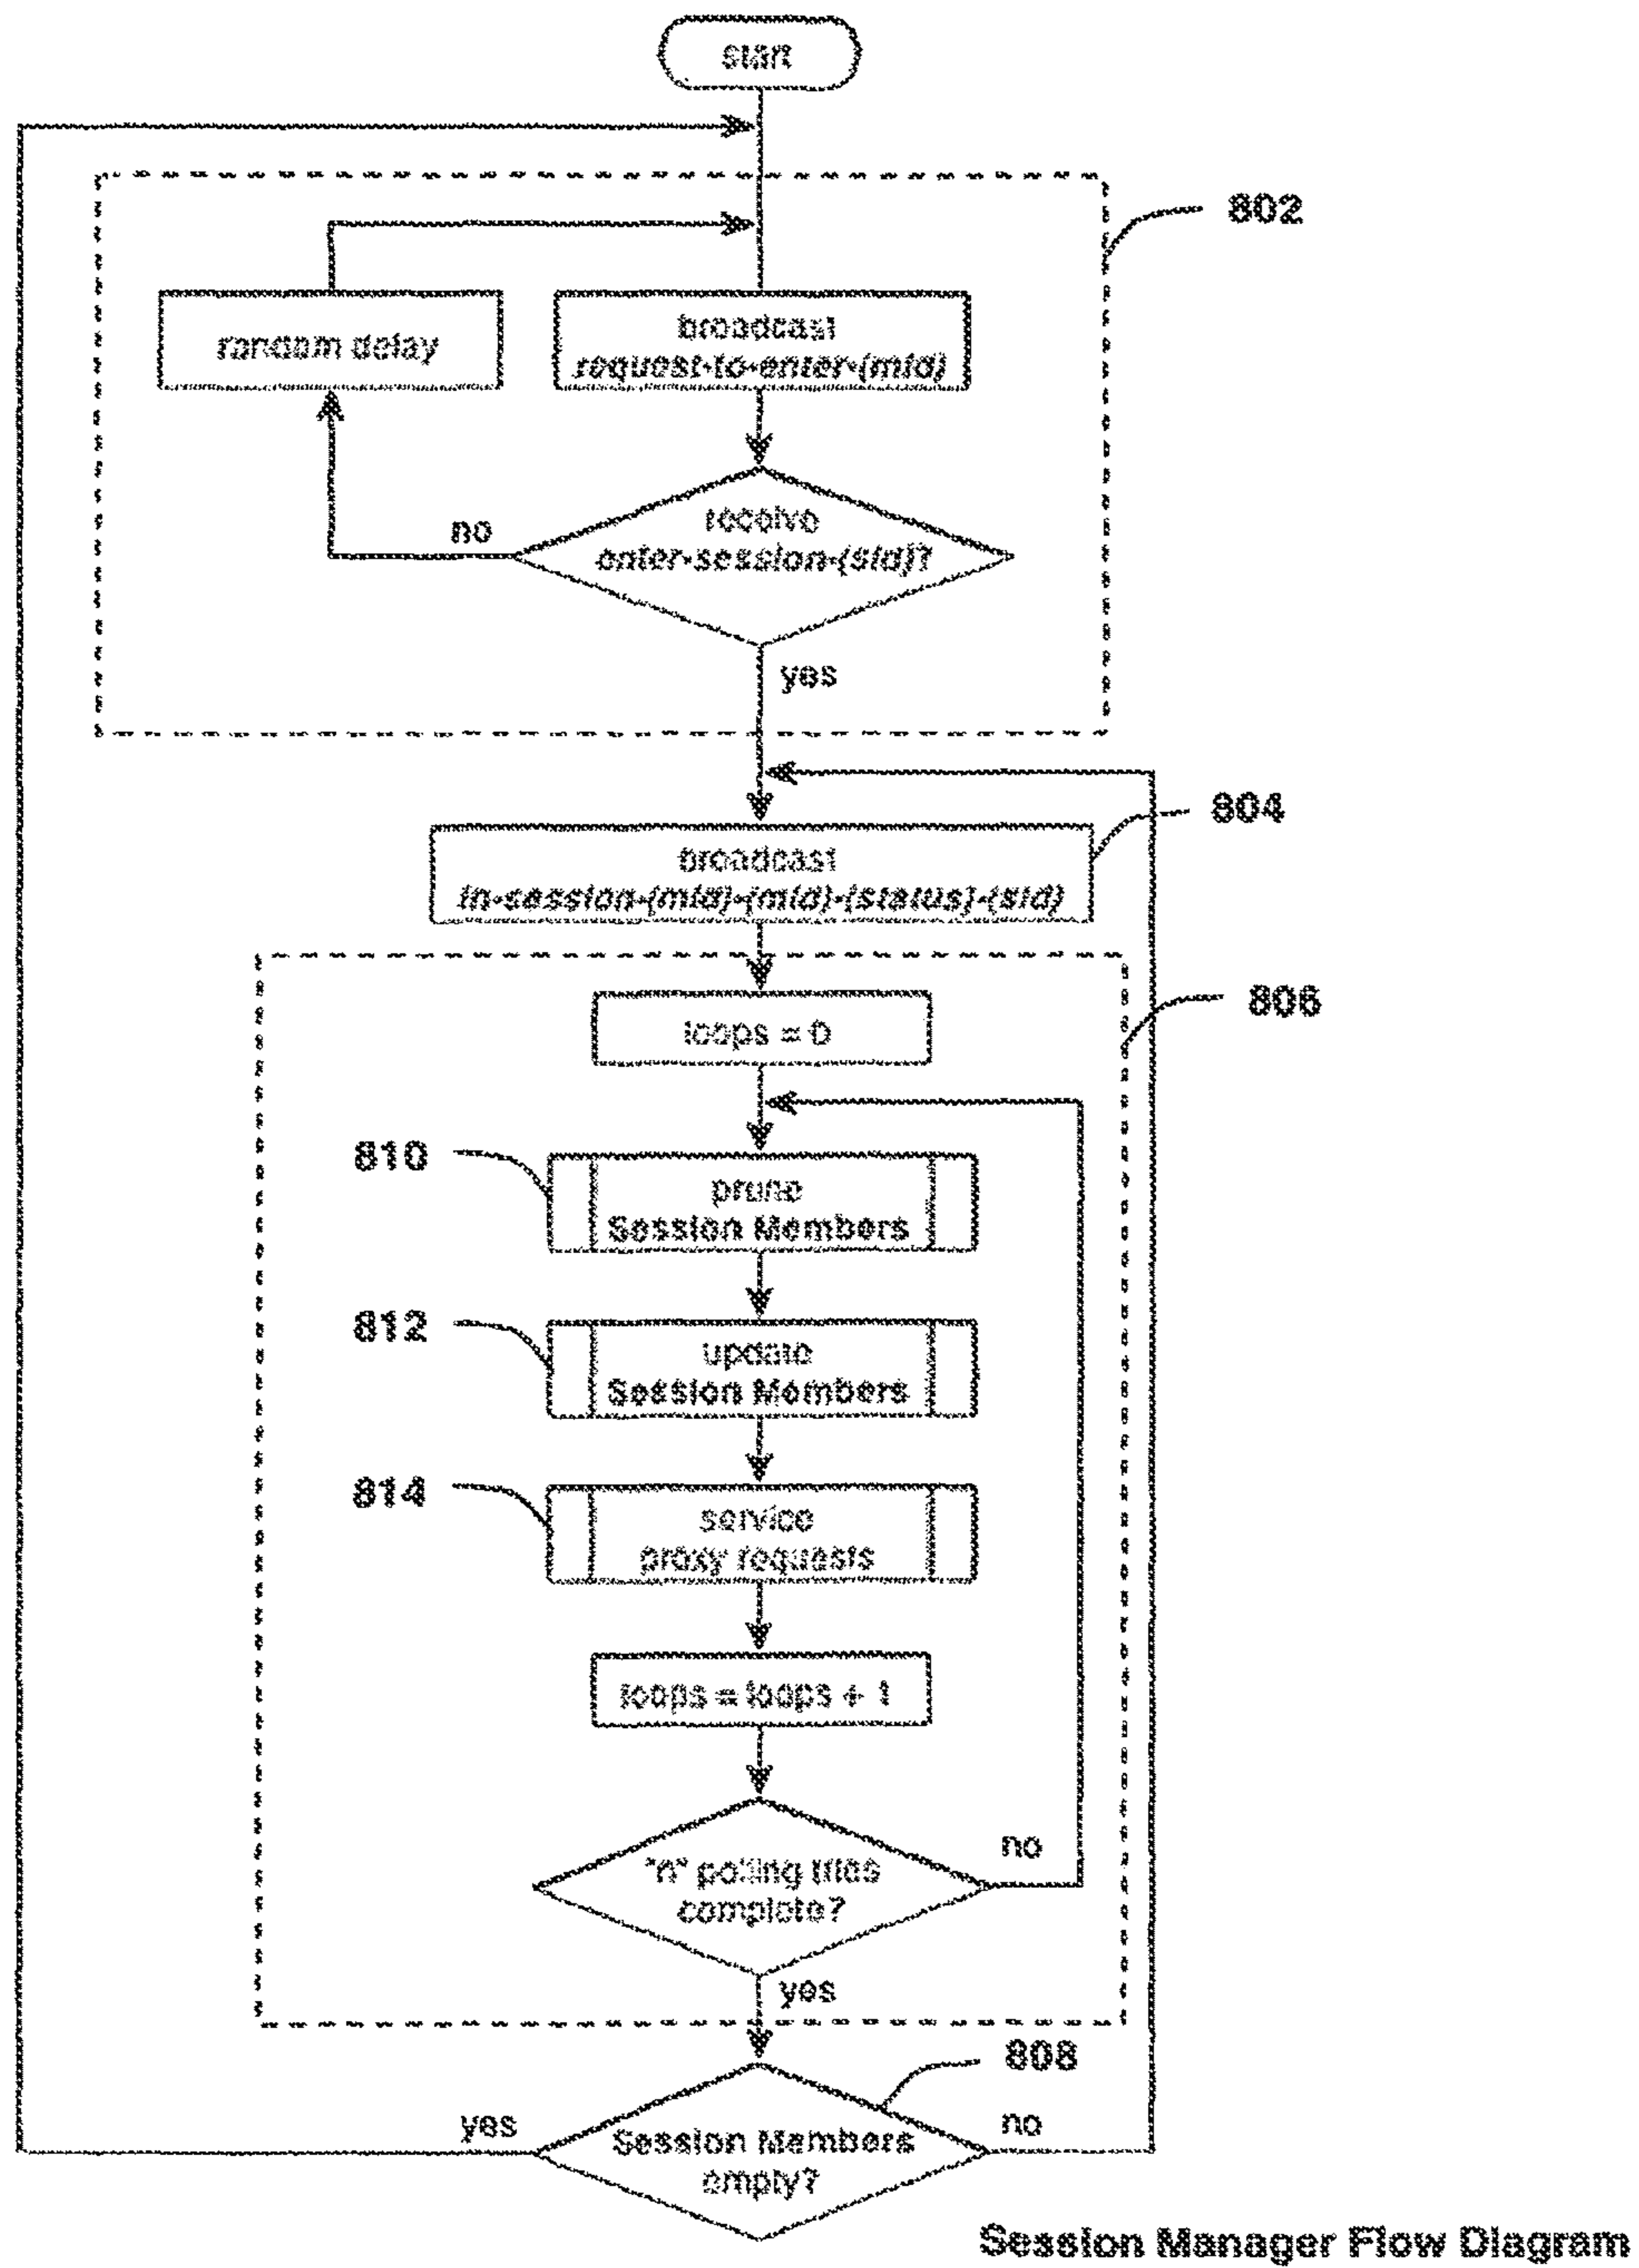 start
802
random delay
broadcast
request-to-enter-(mid)
receive
enter-session-(sid)?
no
yes
804
broadcast
in-session-(mid)-(mid)-(status)-(sid)
806
loops = 0
810
prune
Session Members
812
update
Session Members
814
service
proxy requests
loops = loops + 1
"n" polling tries
complete?
no
yes
808
Session Members
empty?
yes
no
Session Manager Flow Diagram